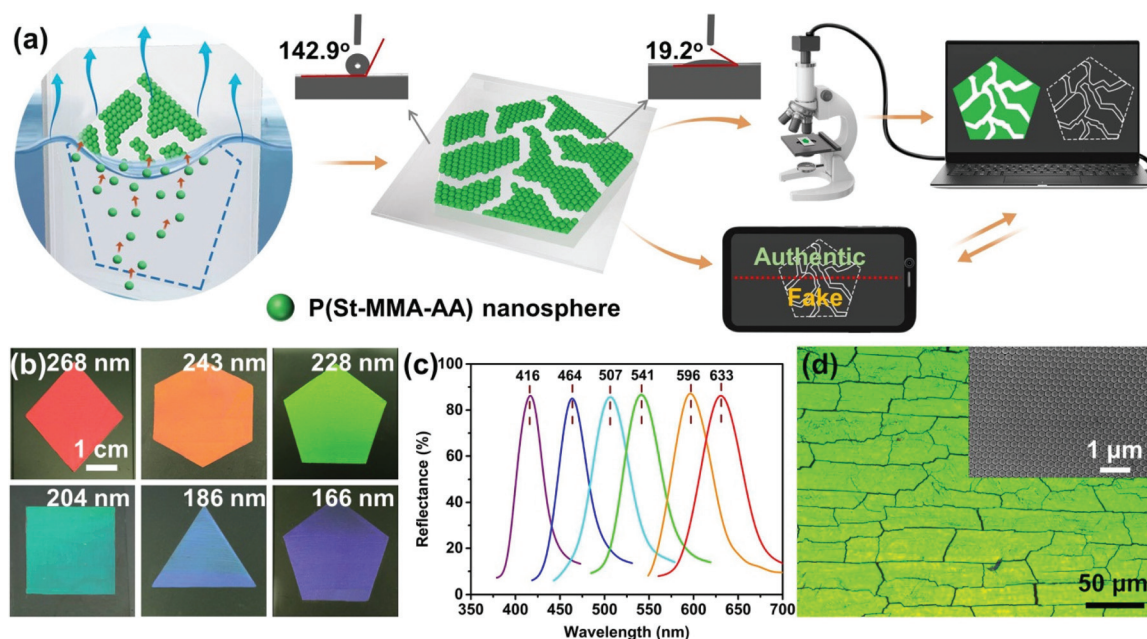 (a)
142.9°
19.2°
Authentic
Fake
P(St-MMA-AA) nanosphere
(b)
268 nm
243 nm
228 nm
1 cm
204 nm
186 nm
166 nm
(c)
416 464 507 541 596 633
100
80
60
40
20
0
Reflectance (%)
350 400 450 500 550 600 650 700
Wavelength (nm)
(d)
1 µm
50 µm